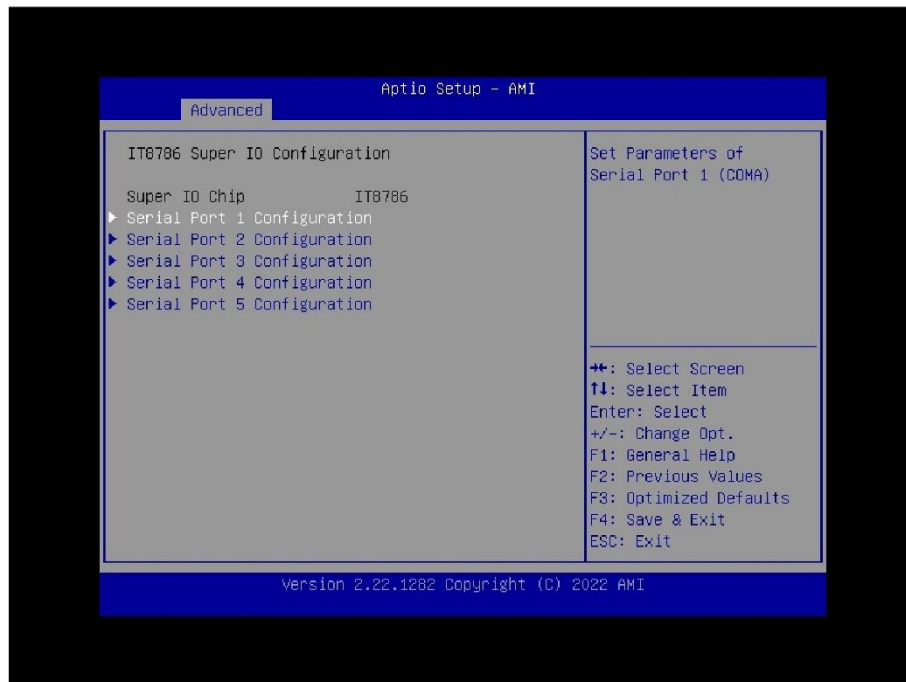 Aptio Setup – AMI
Advanced
IT8786 Super IO Configuration
Super IO Chip IT8786
Serial Port 1 Configuration
Serial Port 2 Configuration
Serial Port 3 Configuration
Serial Port 4 Configuration
Serial Port 5 Configuration
Set Parameters of
Serial Port 1 (COMA)
→←: Select Screen
↑↓: Select Item
Enter: Select
+/-: Change Opt.
F1: General Help
F2: Previous Values
F3: Optimized Defaults
F4: Save & Exit
ESC: Exit
Version 2.22.1282 Copyright (C) 2022 AMI